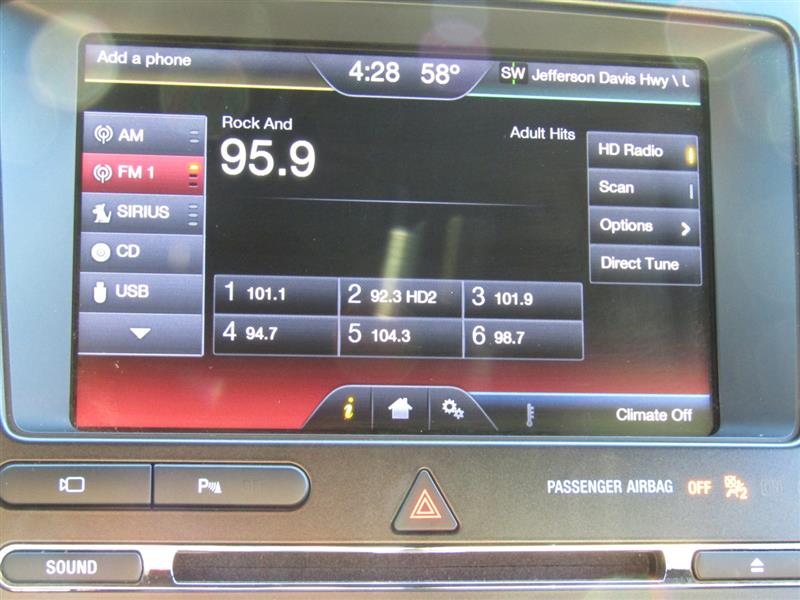 Add a phone
4:28 58°
SW Jefferson Davis Hwy \ L
AM
FM 1
SIRIUS
CD
USB
Rock And
95.9
Adult Hits
HD Radio
Scan
Options
Direct Tune
1 101.1
2 92.3 HD2
3 101.9
4 94.7
5 104.3
6 98.7
i
Climate Off
P
PASSENGER AIRBAG OFF
2
SOUND